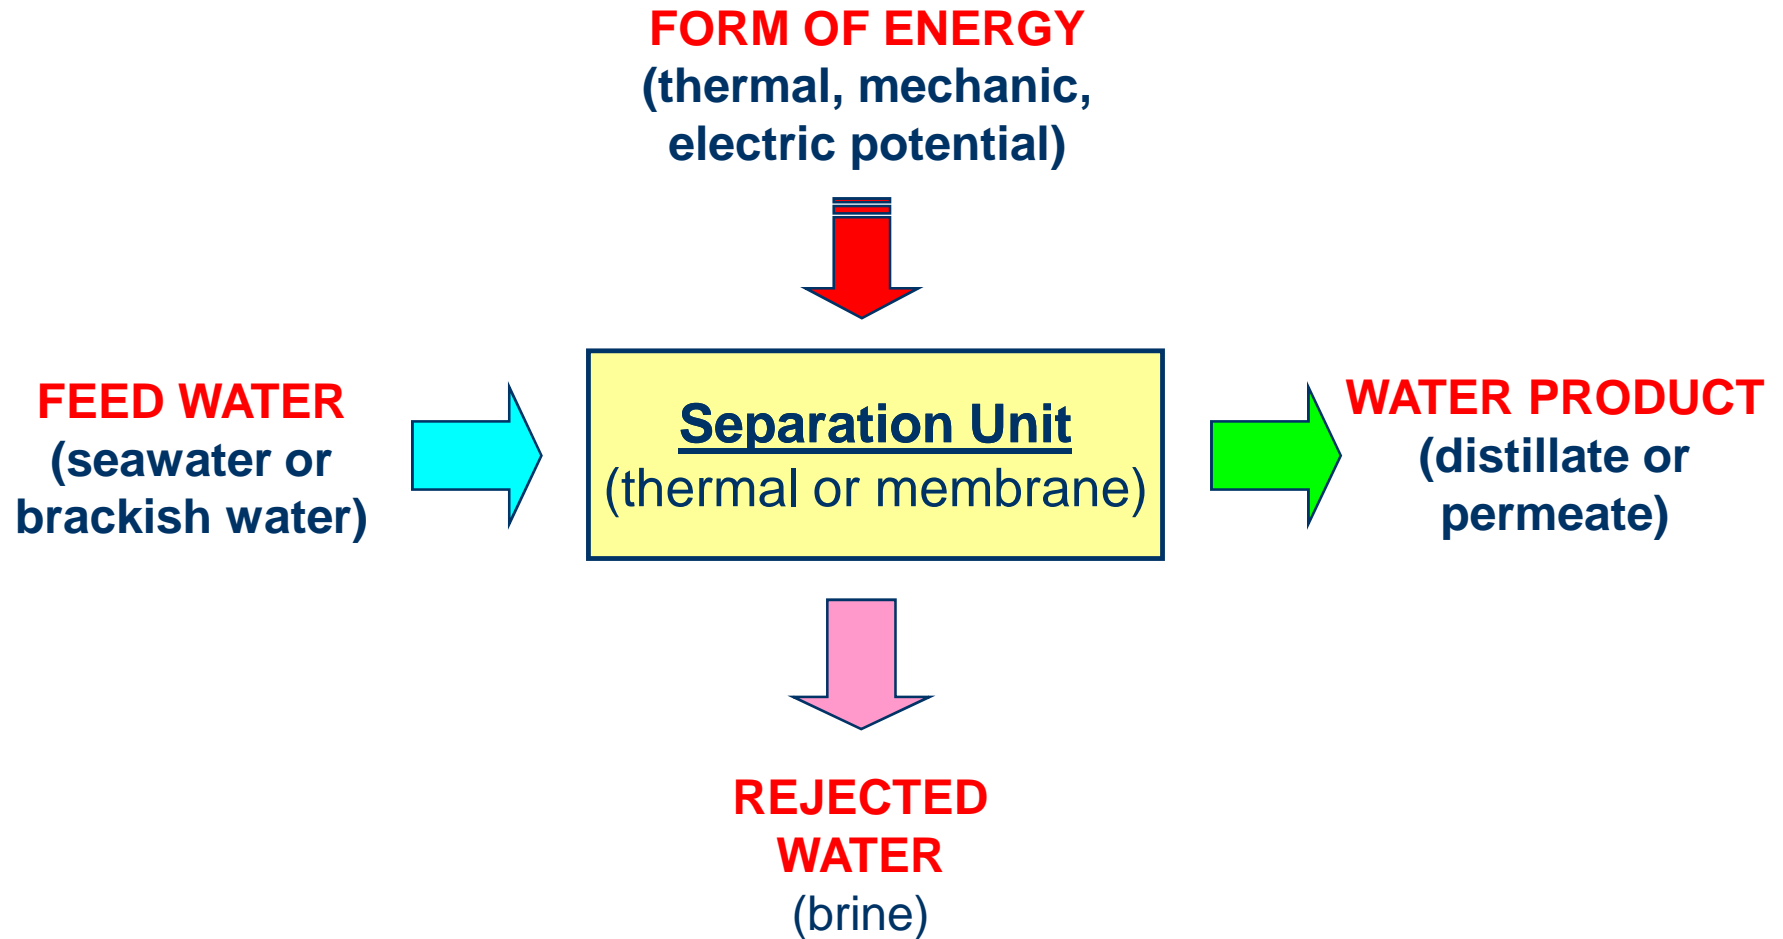 FORM OF ENERGY
(thermal, mechanic,
electric potential)
FEED WATER
(seawater or
brackish water)
Separation Unit
(thermal or membrane)
WATER PRODUCT
(distillate or
permeate)
REJECTED
WATER
(brine)